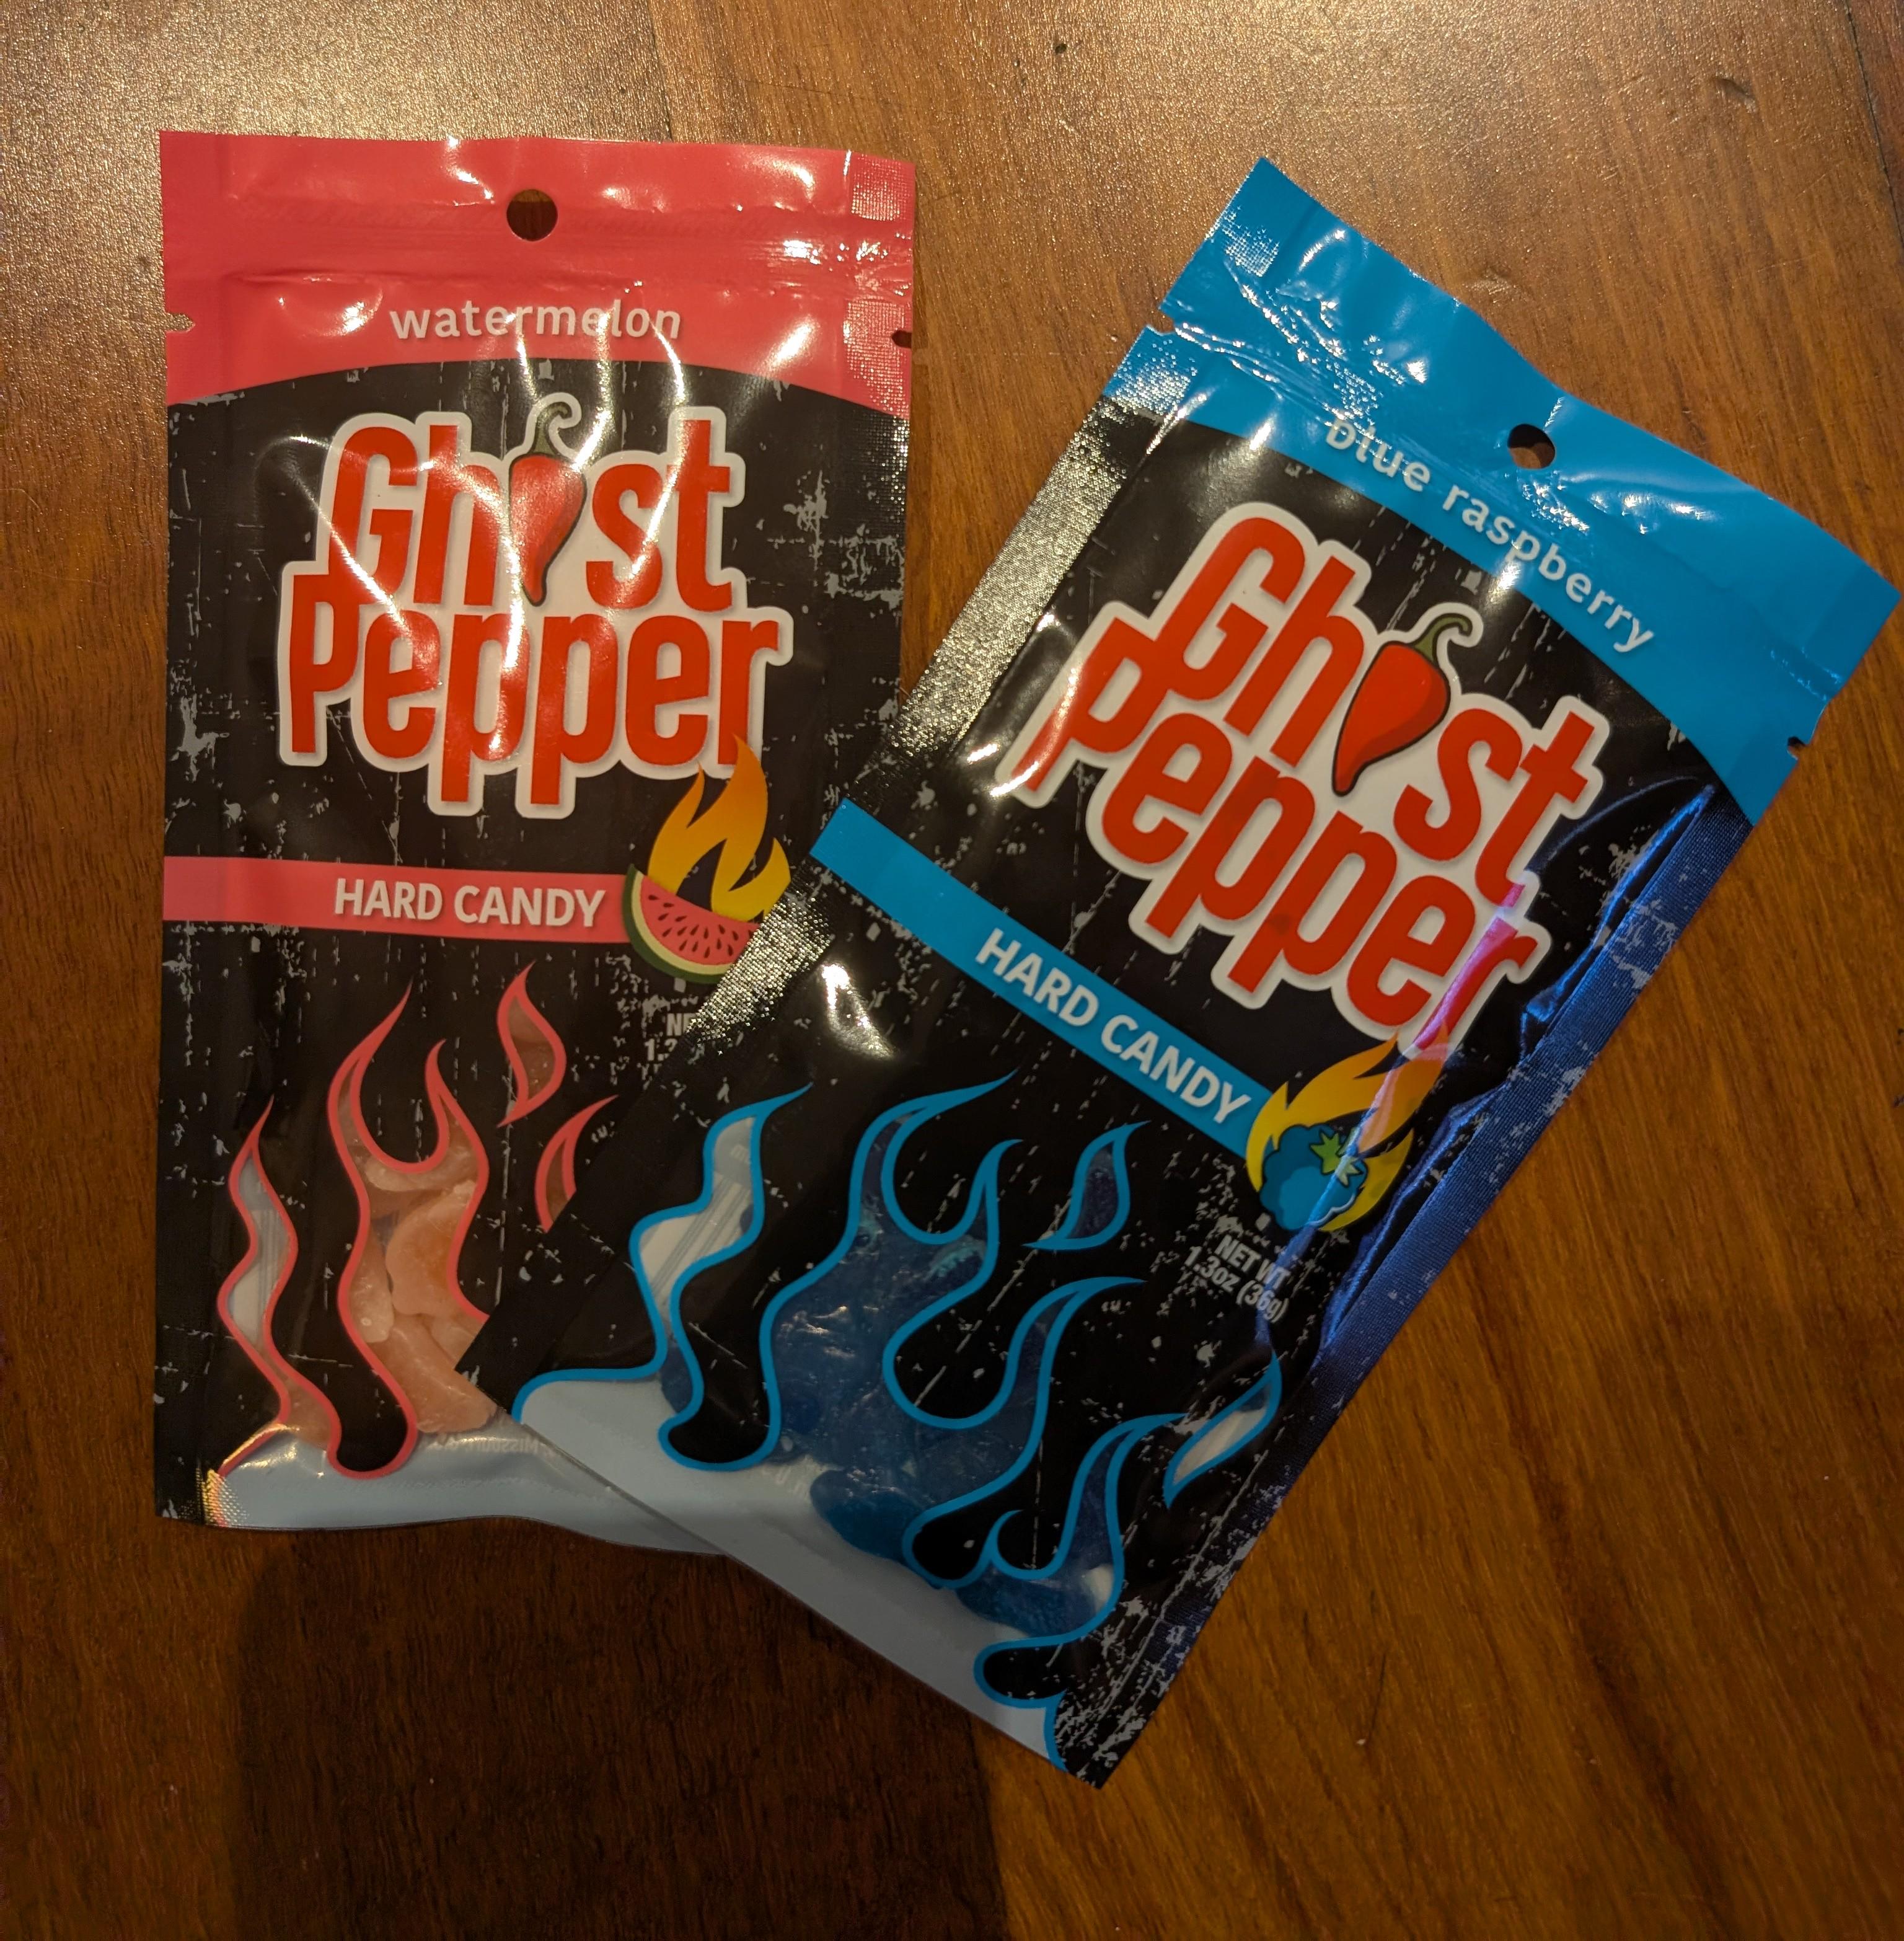 watermelon
Ghost
Pepper
HARD CANDY
blue raspberry
Ghost
Pepper
HARD CANDY
NET WT
1.3oz (36g)